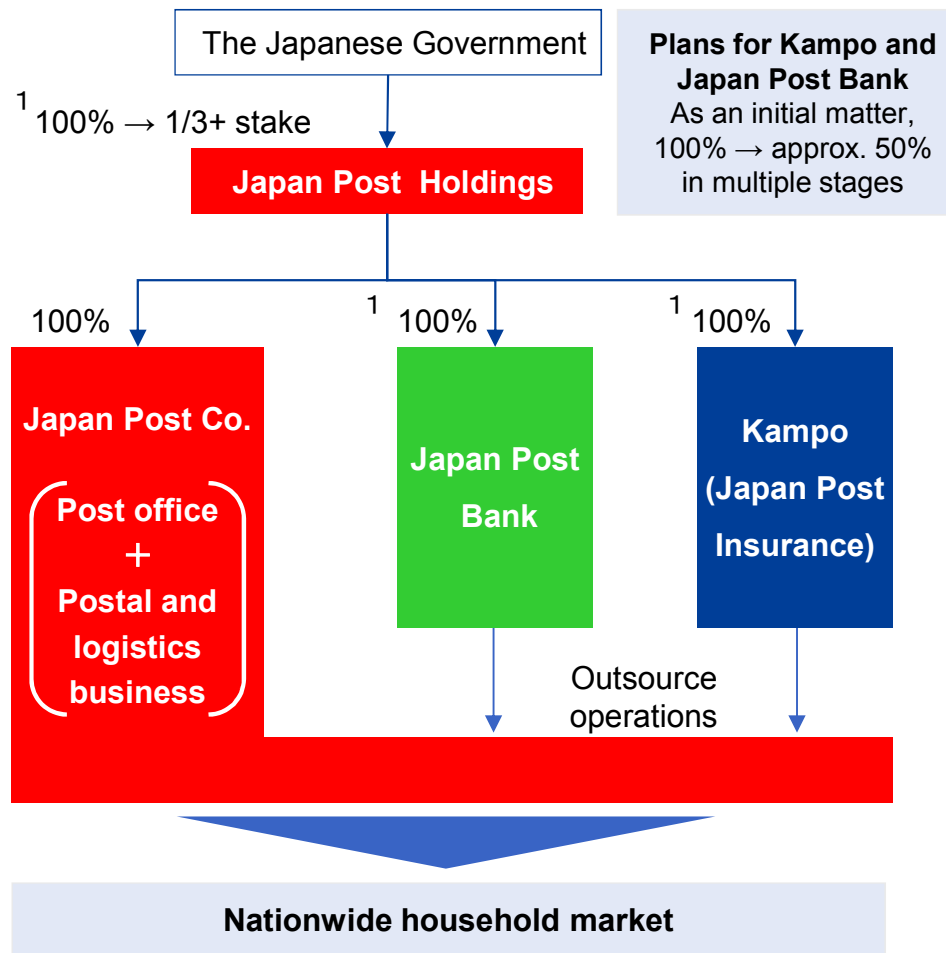 The Japanese Government
Plans for Kampo and
Japan Post Bank
As an initial matter,
100% → approx. 50%
in multiple stages
1 100% → 1/3+ stake
Japan Post Holdings
100%
1 100%
1 100%
Japan Post Co.
Post office
+
Postal and
logistics
business
Japan Post
Bank
Kampo
(Japan Post
Insurance)
Outsource
operations
Nationwide household market